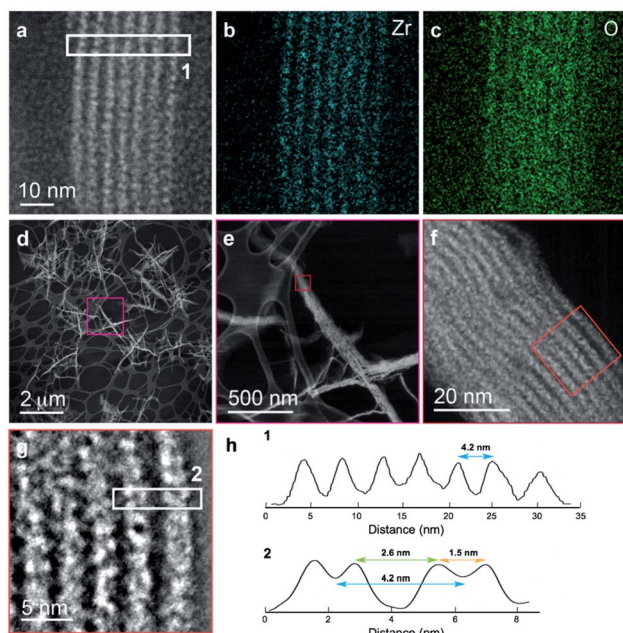 a
1
10 nm
b
Zr
c
O
d
2 µm
e
500 nm
f
20 nm
g
2
5 nm
h
1
4.2 nm
0 5 10 15 20 25 30 35
Distance (nm)
2
2.6 nm 1.5 nm
4.2 nm
0 2 4 6 8
Distance (nm)